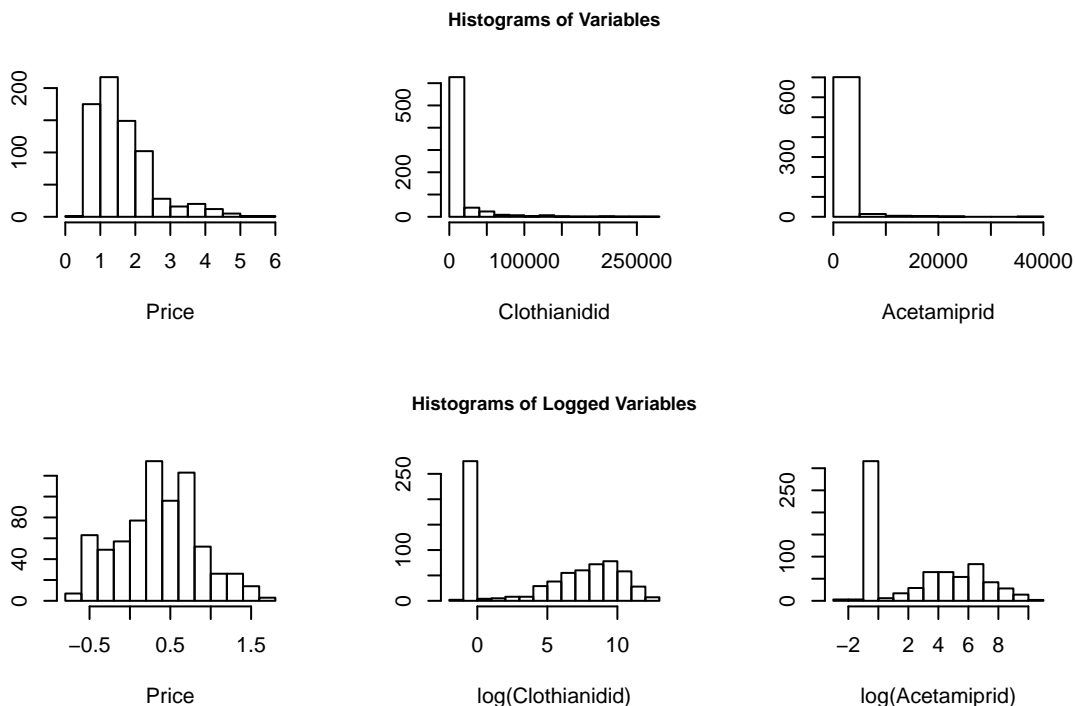 Histograms of Variables
0 100 200
0 1 2 3 4 5 6
Price
0 500
0 100000 250000
Clothianidid
0 300 600
0 20000 40000
Acetamiprid
Histograms of Logged Variables
0 40 80
−0.5 0.5 1.5
Price
0 100 250
0 5 10
log(Clothianidid)
0 100 250
−2 2 4 6 8
log(Acetamiprid)